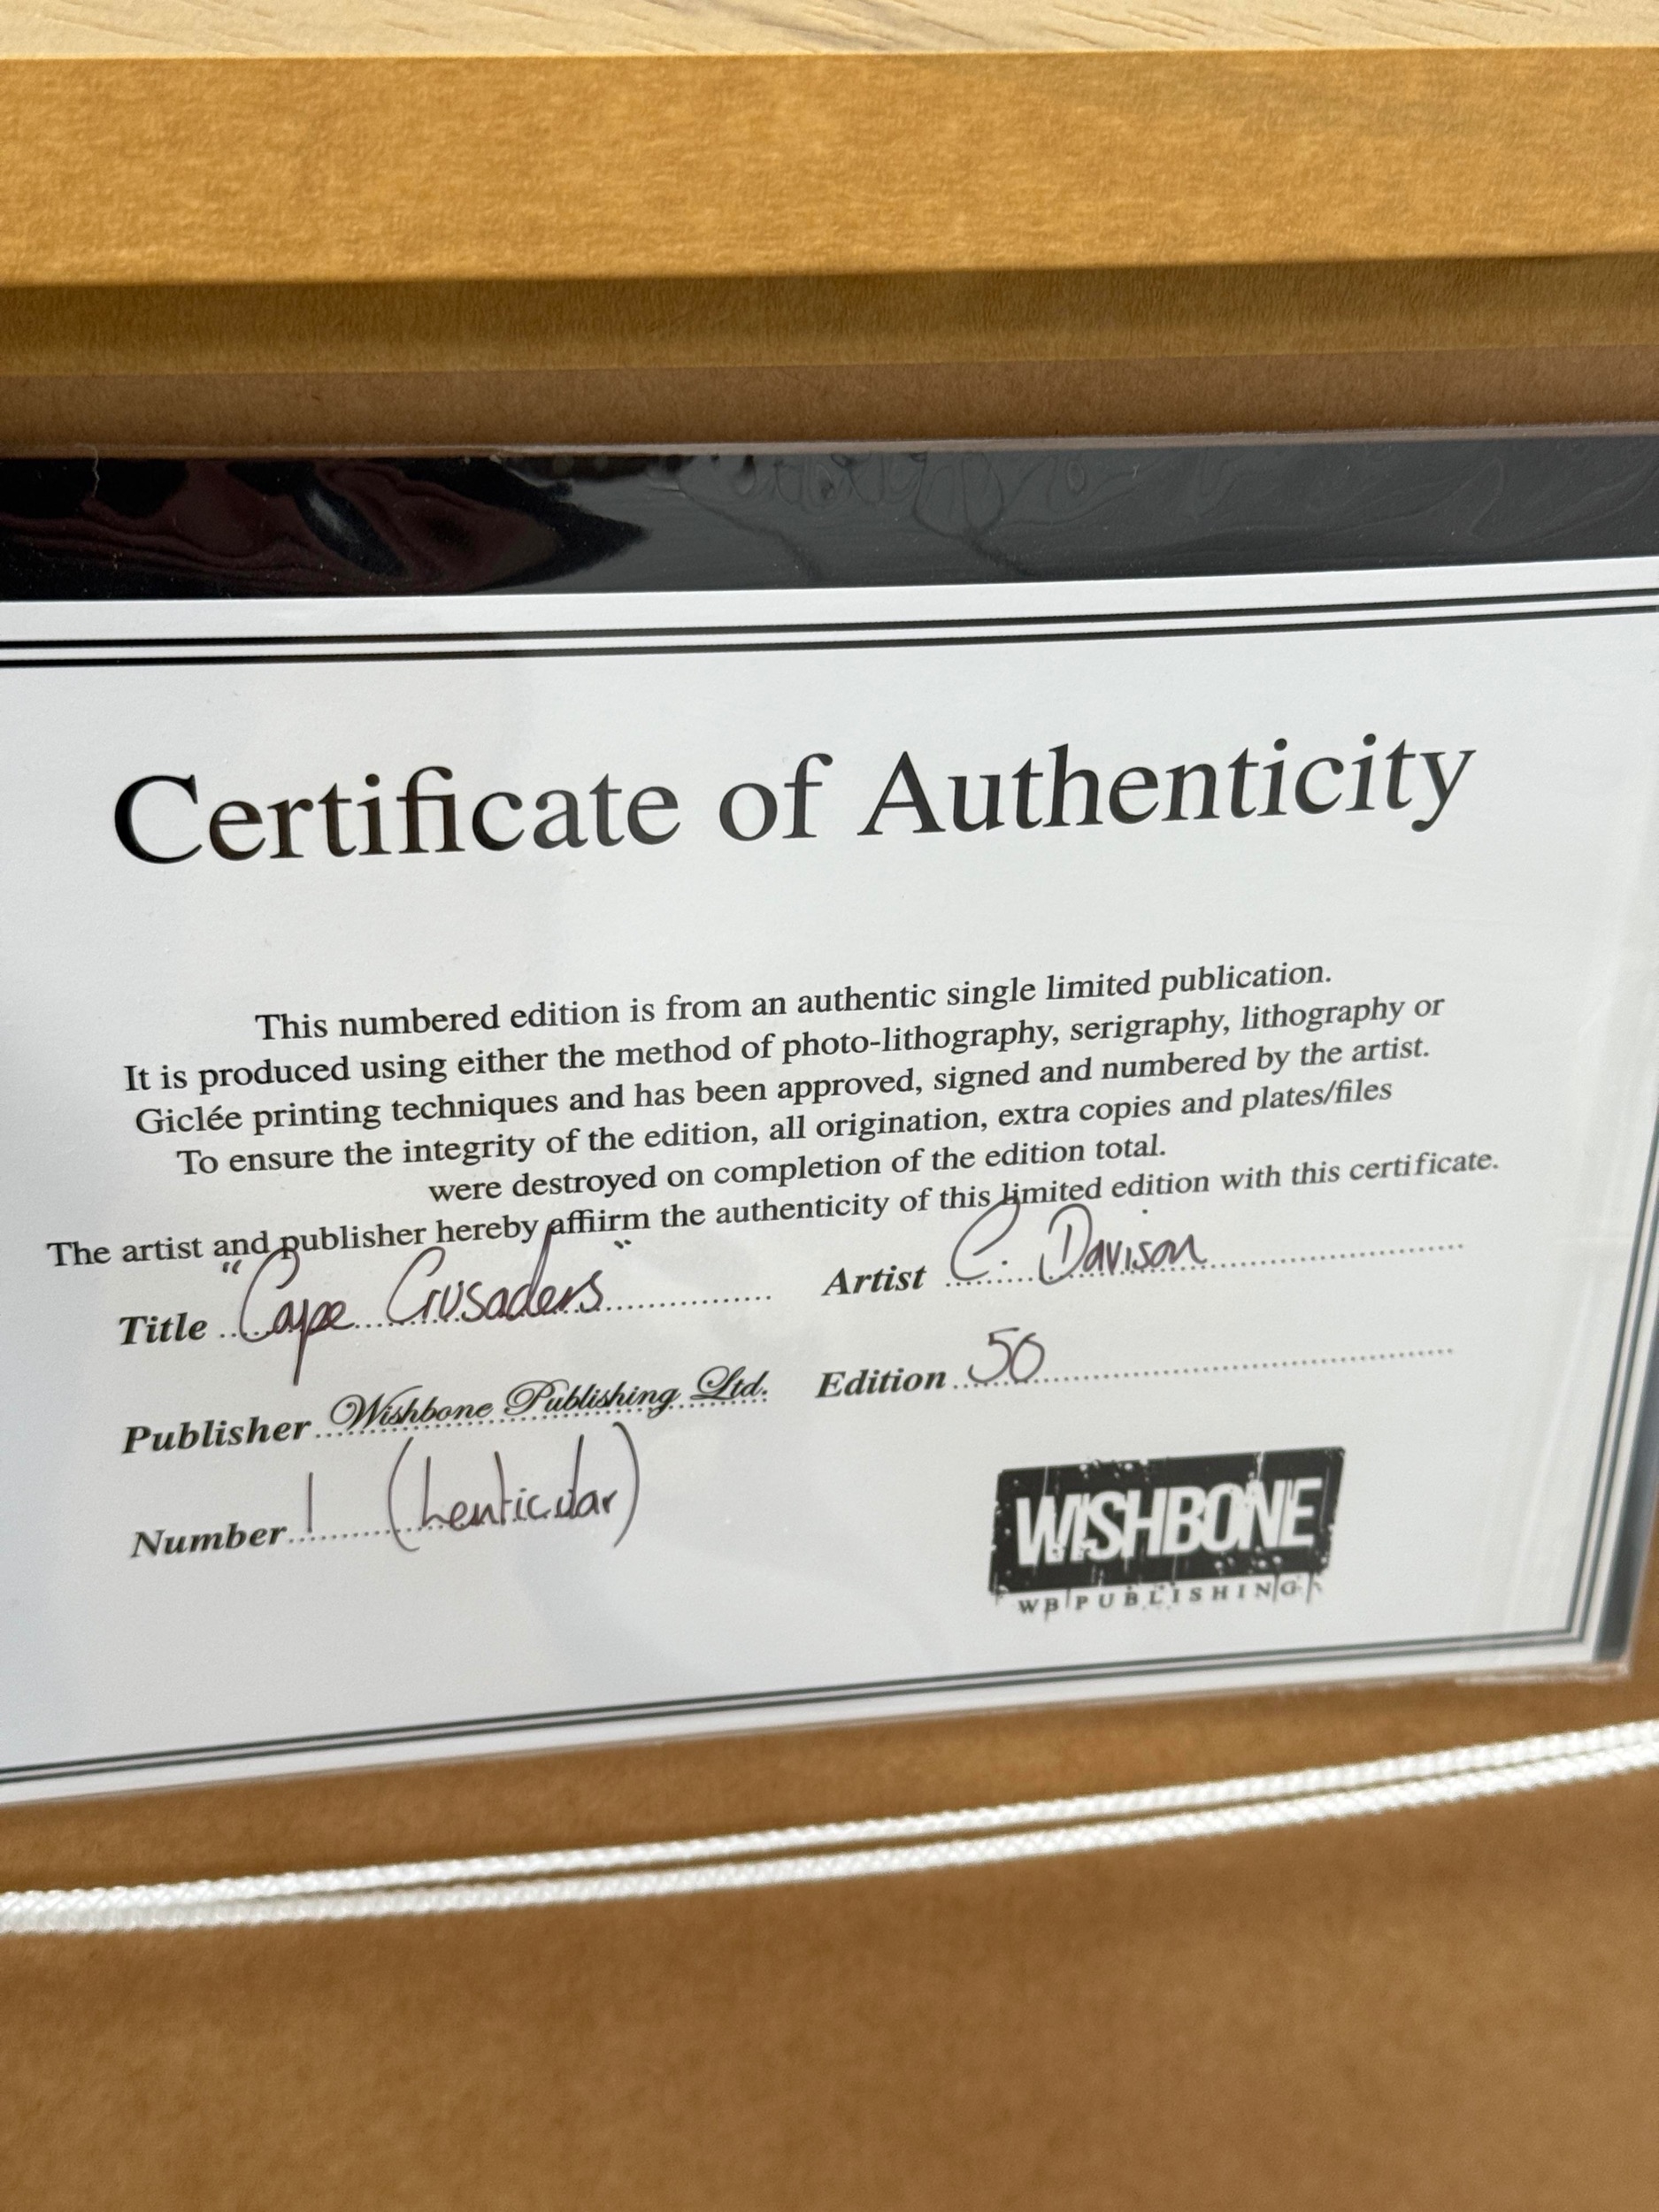 Certificate of Authenticity
This numbered edition is from an authentic single limited publication.
It is produced using either the method of photo-lithography, serigraphy, lithography or
Giclée printing techniques and has been approved, signed and numbered by the artist.
To ensure the integrity of the edition, all origination, extra copies and plates/files
were destroyed on completion of the edition total.
The artist and publisher hereby affiirm the authenticity of this limited edition with this certificate.
Title "Cape Crusaders" Artist C. Davison
Publisher Wishbone Publishing Ltd. Edition 50
Number 1 (Lenticular)
WISHBONE
WB PUBLISHING